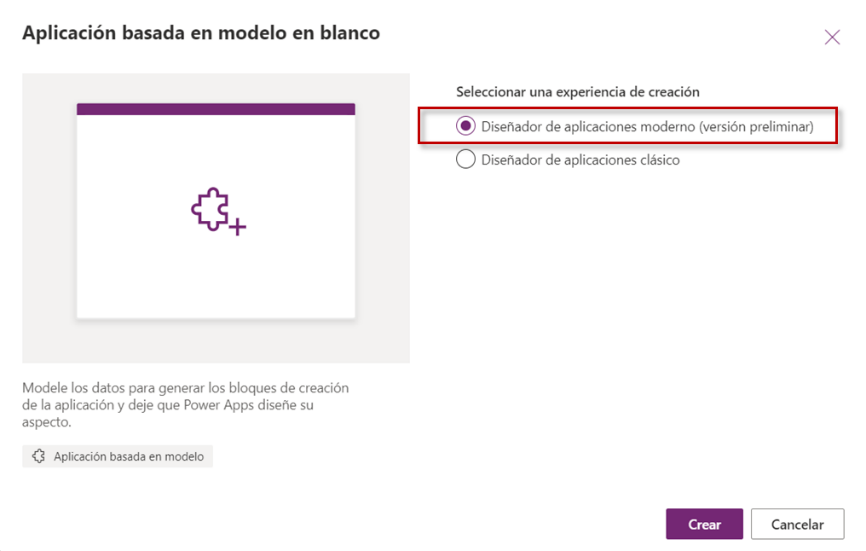 Aplicación basada en modelo en blanco
Seleccionar una experiencia de creación
Diseñador de aplicaciones moderno (versión preliminar)
Diseñador de aplicaciones clásico
Modele los datos para generar los bloques de creación
de la aplicación y deje que Power Apps diseñe su
aspecto.
Aplicación basada en modelo
Crear
Cancelar